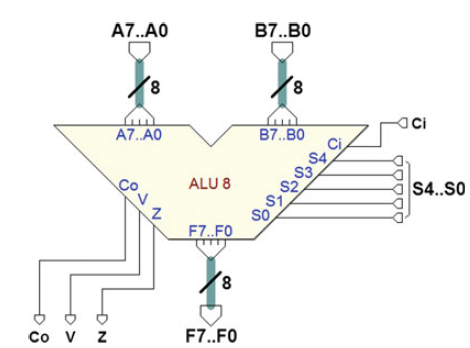 A7..A0 B7..B0
8 8
A7..A0 B7..B0
Ci
Ci
S4
S3
S2
S1
S0
S4..S0
ALU 8
Co
V
Z
F7..F0
8
Co V Z F7..F0